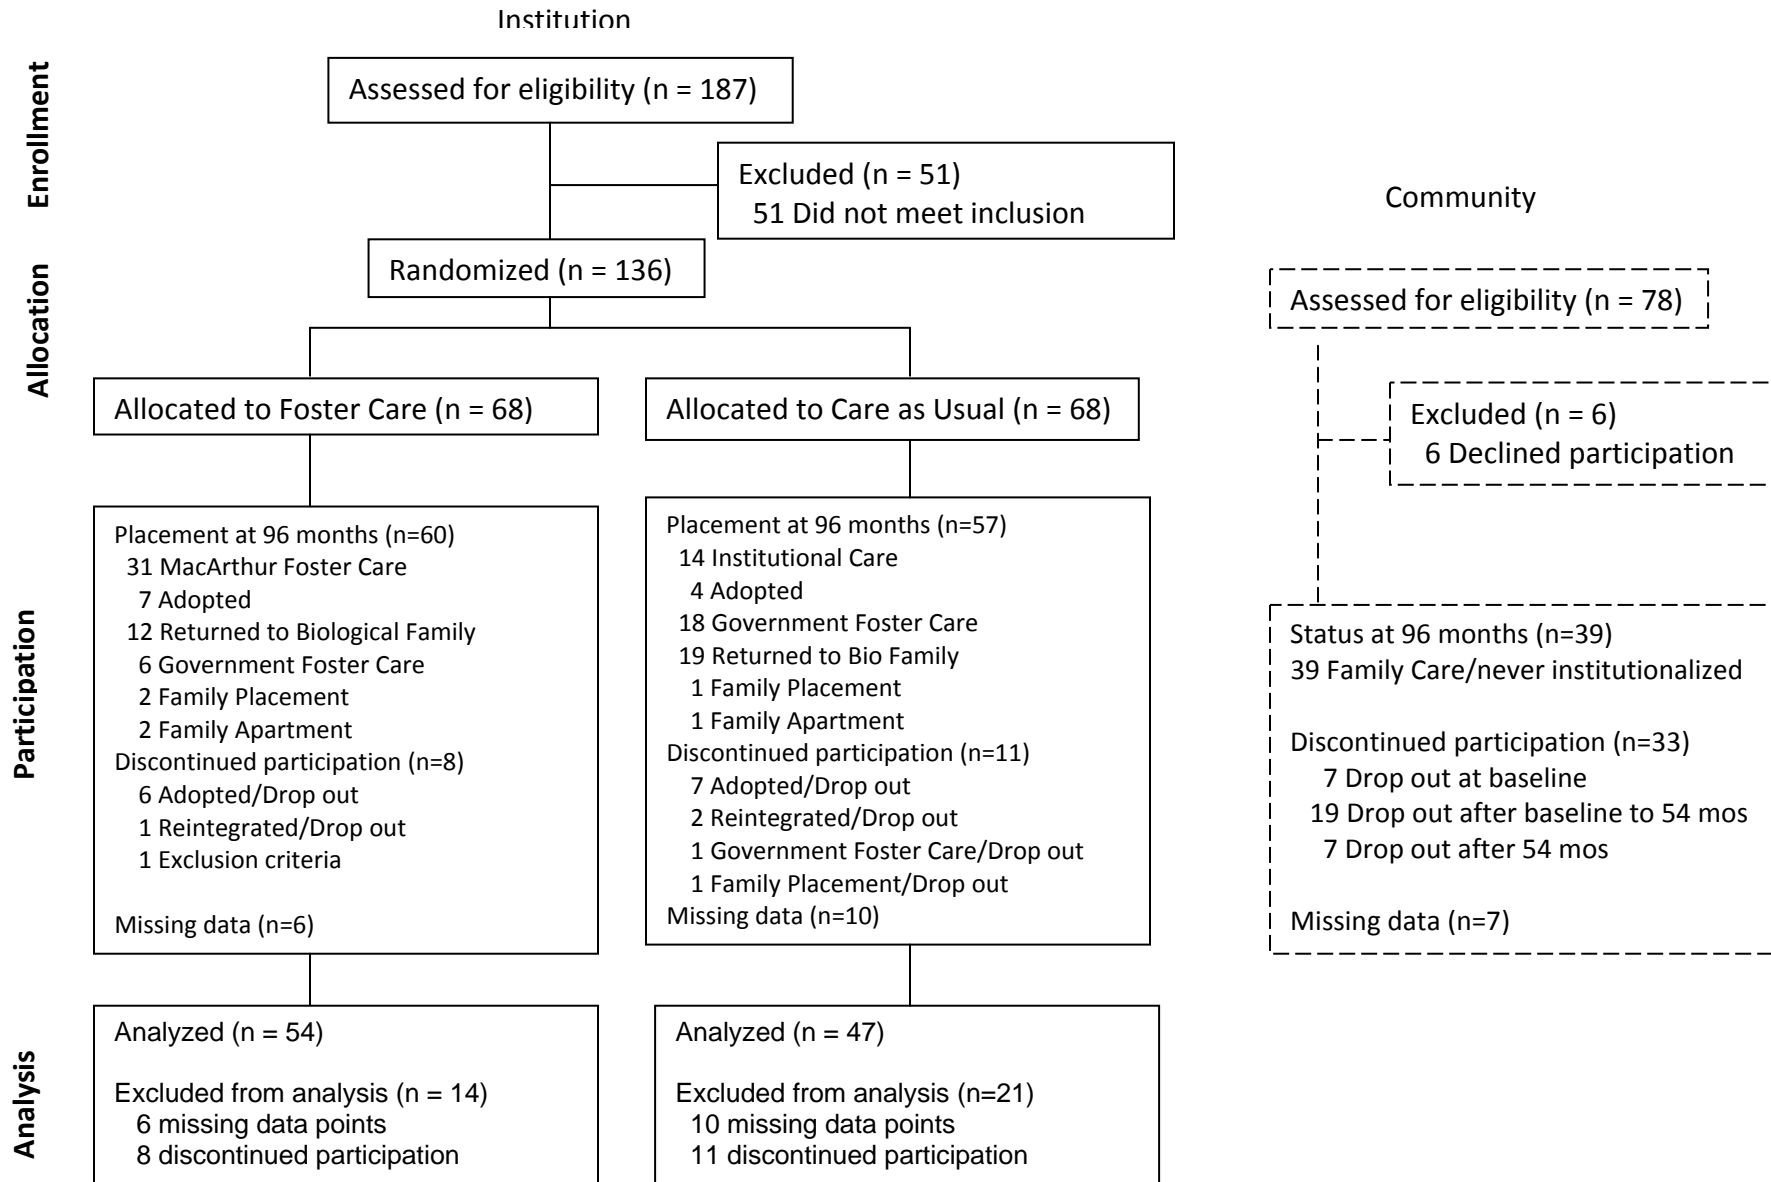 Institution
Enrollment
Assessed for eligibility (n = 187)
Excluded (n = 51)
51 Did not meet inclusion
Allocation
Randomized (n = 136)
Allocated to Foster Care (n = 68)
Allocated to Care as Usual (n = 68)
Participation
Placement at 96 months (n=60)
31 MacArthur Foster Care
7 Adopted
12 Returned to Biological Family
6 Government Foster Care
2 Family Placement
2 Family Apartment
Discontinued participation (n=8)
6 Adopted/Drop out
1 Reintegrated/Drop out
1 Exclusion criteria
Missing data (n=6)
Placement at 96 months (n=57)
14 Institutional Care
4 Adopted
18 Government Foster Care
19 Returned to Bio Family
1 Family Placement
1 Family Apartment
Discontinued participation (n=11)
7 Adopted/Drop out
2 Reintegrated/Drop out
1 Government Foster Care/Drop out
1 Family Placement/Drop out
Missing data (n=10)
Analysis
Analyzed (n = 54)
Excluded from analysis (n = 14)
6 missing data points
8 discontinued participation
Analyzed (n = 47)
Excluded from analysis (n=21)
10 missing data points
11 discontinued participation
Community
Assessed for eligibility (n = 78)
Excluded (n = 6)
6 Declined participation
Status at 96 months (n=39)
39 Family Care/never institutionalized
Discontinued participation (n=33)
7 Drop out at baseline
19 Drop out after baseline to 54 mos
7 Drop out after 54 mos
Missing data (n=7)